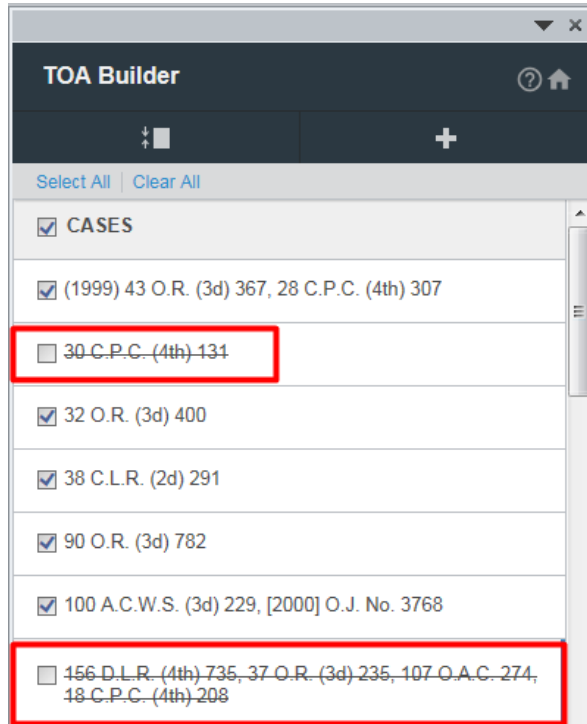 TOA Builder
Select All Clear All
CASES
(1999) 43 O.R. (3d) 367, 28 C.P.C. (4th) 307
30 C.P.C. (4th) 131
32 O.R. (3d) 400
38 C.L.R. (2d) 291
90 O.R. (3d) 782
100 A.C.W.S. (3d) 229, [2000] O.J. No. 3768
156 D.L.R. (4th) 735, 37 O.R. (3d) 235, 107 O.A.C. 274,
18 C.P.C. (4th) 208